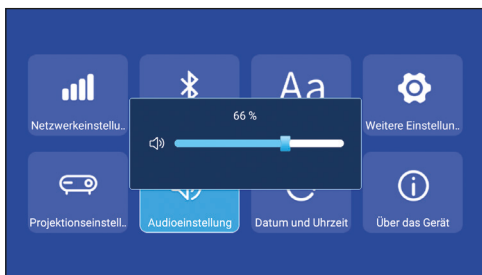 Aa
66 %
Netzwerkeinstellu..
Weitere Einstellun..
Projektionseinstell..
Audioeinstellung
Datum und Uhrzeit
Über das Gerät